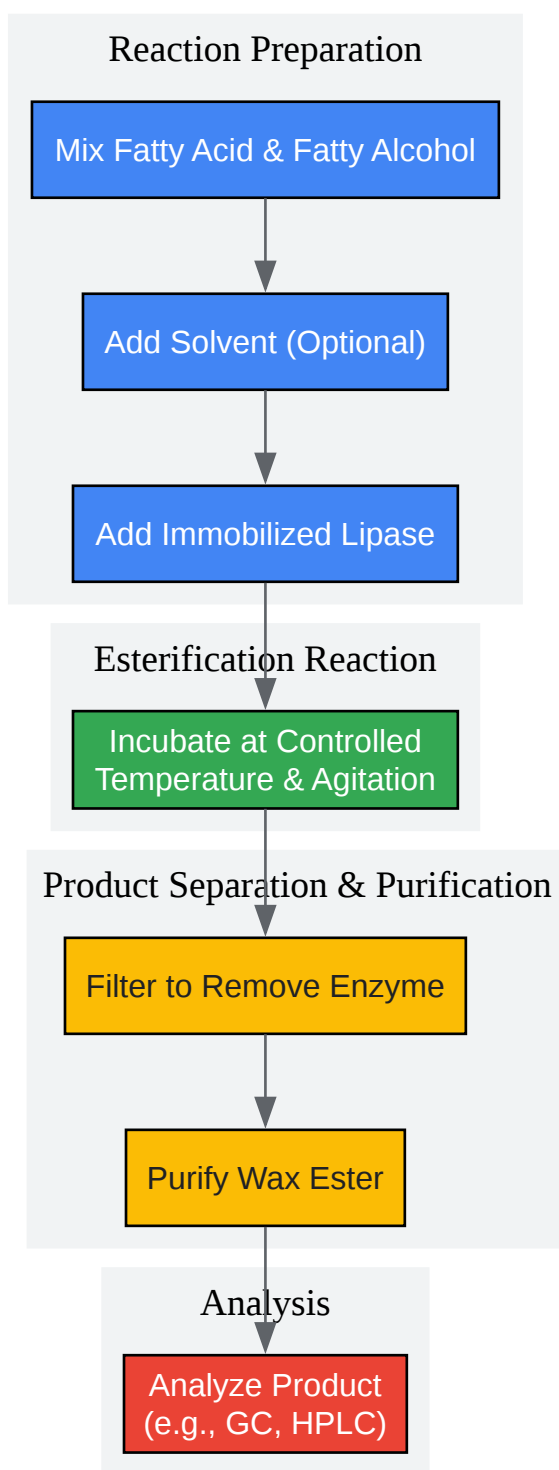 Reaction Preparation
Mix Fatty Acid & Fatty Alcohol
Add Solvent (Optional)
Add Immobilized Lipase
Esterification Reaction
Incubate at Controlled
Temperature & Agitation
Product Separation & Purification
Filter to Remove Enzyme
Purify Wax Ester
Analysis
Analyze Product
(e.g., GC, HPLC)